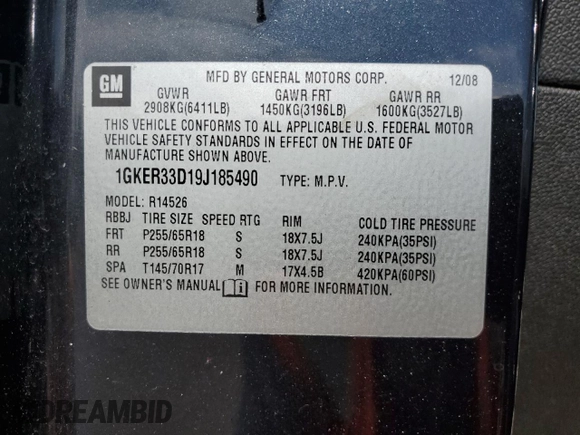 GM
MFD BY GENERAL MOTORS CORP. 12/08
GVWR GAWR FRT GAWR RR
2908KG(6411LB) 1450KG(3196LB) 1600KG(3527LB)
THIS VEHICLE CONFORMS TO ALL APPLICABLE U.S. FEDERAL MOTOR
VEHICLE SAFETY STANDARDS IN EFFECT ON THE DATE OF
MANUFACTURE SHOWN ABOVE.
1GKER33D19J185490 TYPE: M.P.V.
MODEL: R14526
RBBJ TIRE SIZE SPEED RTG RIM COLD TIRE PRESSURE
FRT P255/65R18 S 18X7.5J 240KPA(35PSI)
RR P255/65R18 S 18X7.5J 240KPA(35PSI)
SPA T145/70R17 M 17X4.5B 420KPA(60PSI)
SEE OWNER'S MANUAL FOR MORE INFORMATION.
DREAMBID